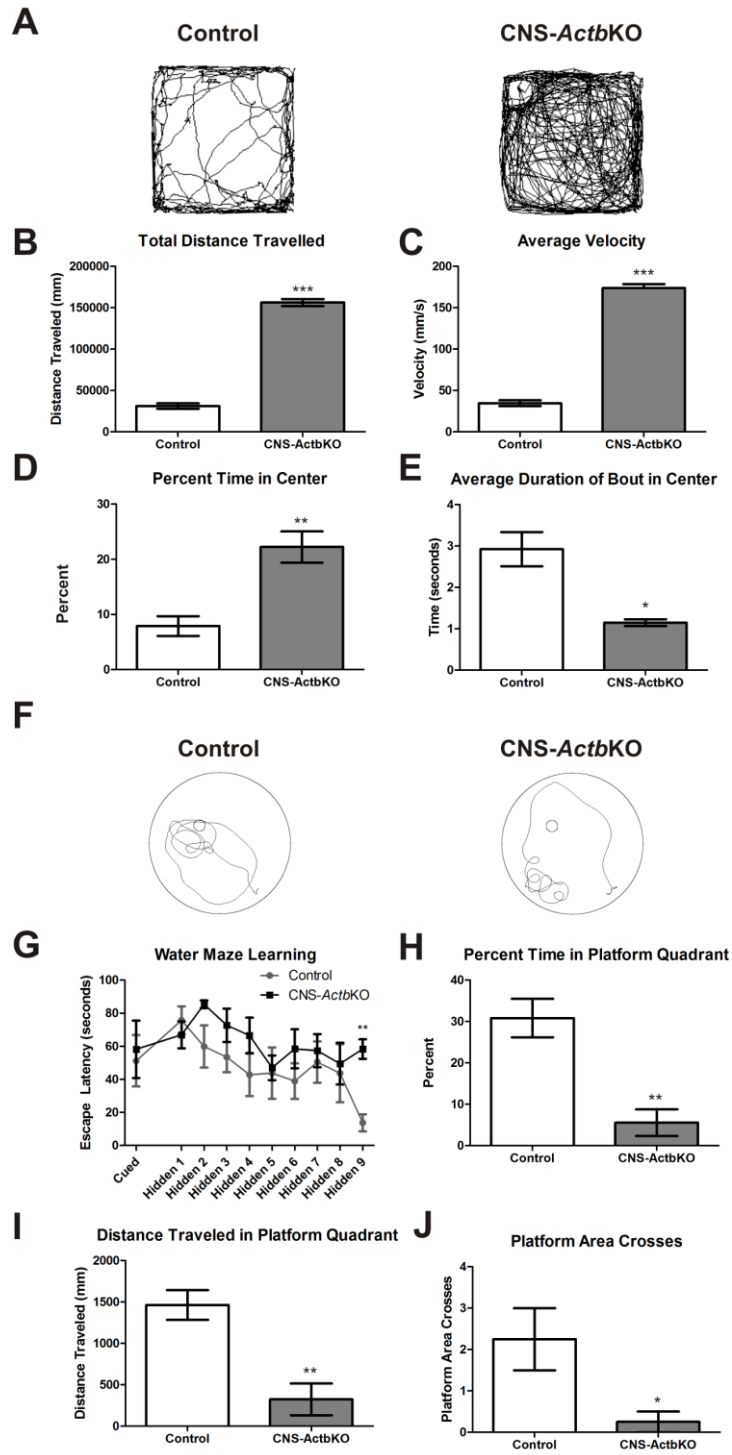 A
Control
CNS-ActbKO
B
Total Distance Travelled
Distance Traveled (mm)
200000
150000
100000
50000
0
***
Control
CNS-ActbKO
C
Average Velocity
Velocity (mm/s)
200
150
100
50
0
***
Control
CNS-ActbKO
D
Percent Time in Center
Percent
30
20
10
0
**
Control
CNS-ActbKO
E
Average Duration of Bout in Center
Time (seconds)
4
3
2
1
0
*
Control
CNS-ActbKO
F
Control
CNS-ActbKO
G
Water Maze Learning
Control
CNS-ActbKO
Escape Latency (seconds)
100
80
60
40
20
0
**
Cued
Hidden 1
Hidden 2
Hidden 3
Hidden 4
Hidden 5
Hidden 6
Hidden 7
Hidden 8
Hidden 9
H
Percent Time in Platform Quadrant
Percent
40
30
20
10
0
**
Control
CNS-ActbKO
I
Distance Traveled in Platform Quadrant
Distance Traveled (mm)
2000
1500
1000
500
0
**
Control
CNS-ActbKO
J
Platform Area Crosses
Platform Area Crosses
4
3
2
1
0
*
Control
CNS-ActbKO